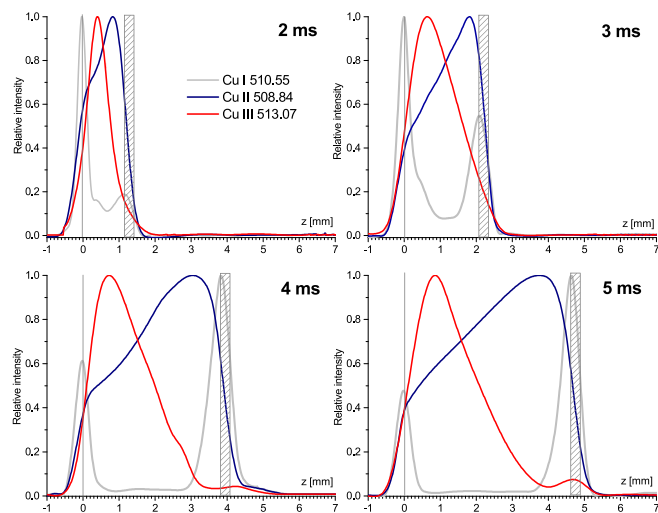 2 ms
Cu I 510.55
Cu II 508.84
Cu III 513.07
Relative intensity
1,0
0,8
0,6
0,4
0,2
0,0
z [mm]
-1 0 1 2 3 4 5 6 7
3 ms
Relative intensity
1,0
0,8
0,6
0,4
0,2
0,0
z [mm]
-1 0 1 2 3 4 5 6 7
4 ms
Relative intensity
1,0
0,8
0,6
0,4
0,2
0,0
z [mm]
-1 0 1 2 3 4 5 6 7
5 ms
Relative intensity
1,0
0,8
0,6
0,4
0,2
0,0
z [mm]
-1 0 1 2 3 4 5 6 7